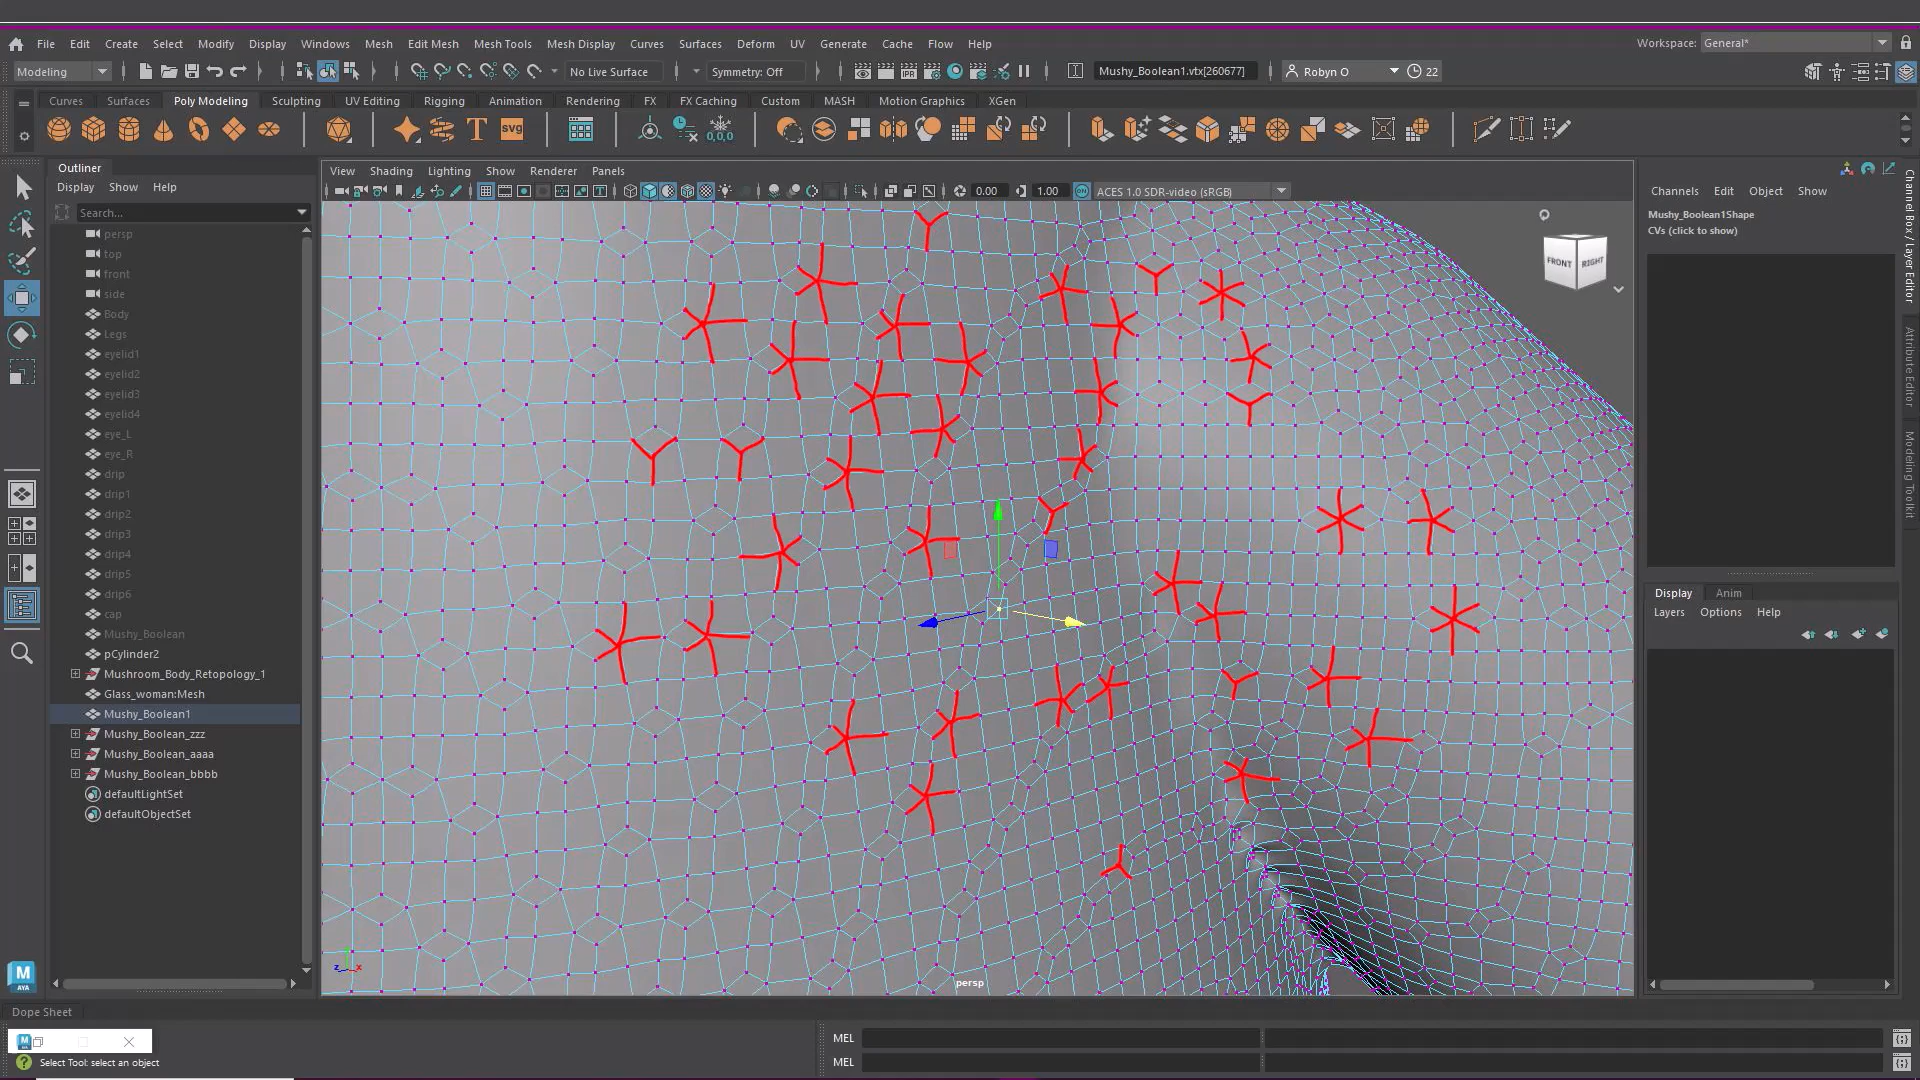 File Edit Create Select Modify Display Windows Mesh Edit Mesh Mesh Tools Mesh Display Curves Surfaces Deform UV Generate Cache Flow Help
Workspace: General*
Modeling No Live Surface Symmetry: Off IPR Mushy_Boolean1.vtx[260677] Robyn O 22
Curves Surfaces Poly Modeling Sculpting UV Editing Rigging Animation Rendering FX FX Caching Custom MASH Motion Graphics XGen
T svg 0,0,0
Outliner
Display Show Help
Search...
persp
top
front
side
Body
Legs
eyelid1
eyelid2
eyelid3
eyelid4
eye_L
eye_R
drip
drip1
drip2
drip3
drip4
drip5
drip6
cap
Mushy_Boolean
pCylinder2
Mushroom_Body_Retopology_1
Glass_woman:Mesh
Mushy_Boolean1
Mushy_Boolean_zzz
Mushy_Boolean_aaaa
Mushy_Boolean_bbbb
defaultLightSet
defaultObjectSet
View Shading Lighting Show Renderer Panels
0.00 1.00 ON ACES 1.0 SDR-video (sRGB)
FRONT RIGHT
z x
persp
Channels Edit Object Show
Mushy_Boolean1Shape
CVs (click to show)
Display Anim
Layers Options Help
Channel Box / Layer Editor
Attribute Editor
Modeling Toolkit
M
AYA
Dope Sheet
M
MEL
Select Tool: select an object
MEL